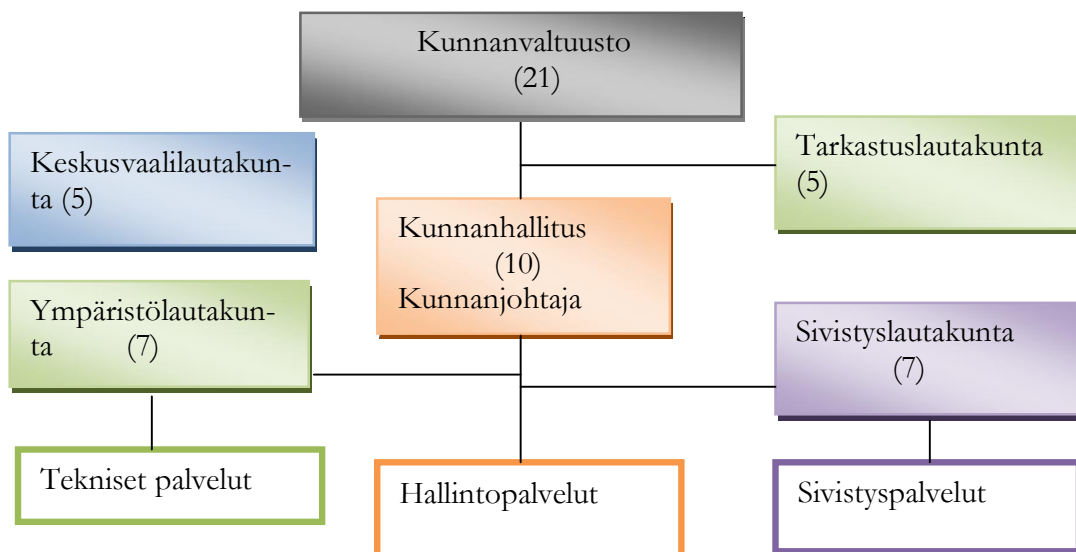 Kunnanvaltuusto
(21)
Keskusvaalilautakun-
ta (5)
Tarkastuslautakunta
(5)
Kunnanhallitus
(10)
Kunnanjohtaja
Ympäristölautakun-
ta (7)
Sivistyslautakunta
(7)
Tekniset palvelut
Hallintopalvelut
Sivistyspalvelut